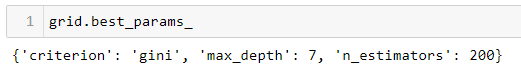 1 grid.best_params_
{'criterion': 'gini', 'max_depth': 7, 'n_estimators': 200}